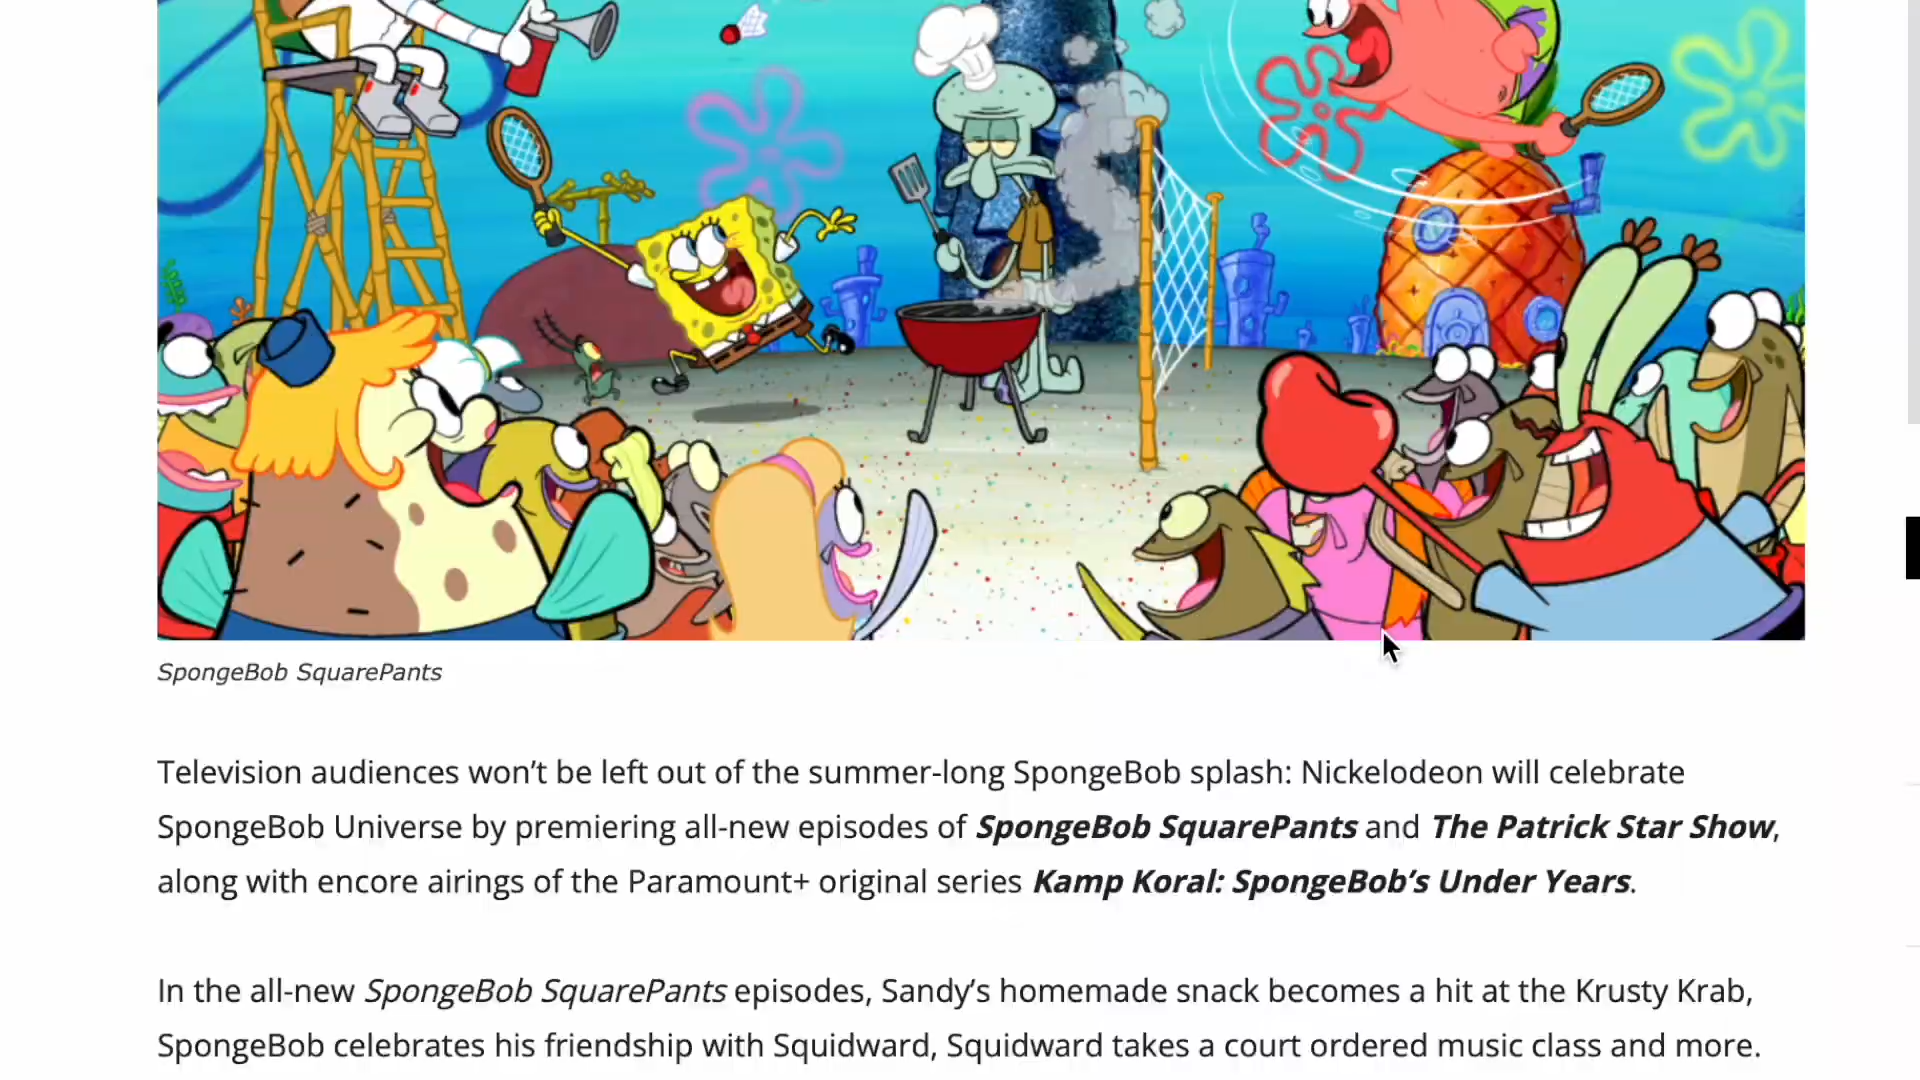 SpongeBob SquarePants
Television audiences won’t be left out of the summer-long SpongeBob splash: Nickelodeon will celebrate
SpongeBob Universe by premiering all-new episodes of SpongeBob SquarePants and The Patrick Star Show,
along with encore airings of the Paramount+ original series Kamp Koral: SpongeBob’s Under Years.
In the all-new SpongeBob SquarePants episodes, Sandy’s homemade snack becomes a hit at the Krusty Krab,
SpongeBob celebrates his friendship with Squidward, Squidward takes a court ordered music class and more.